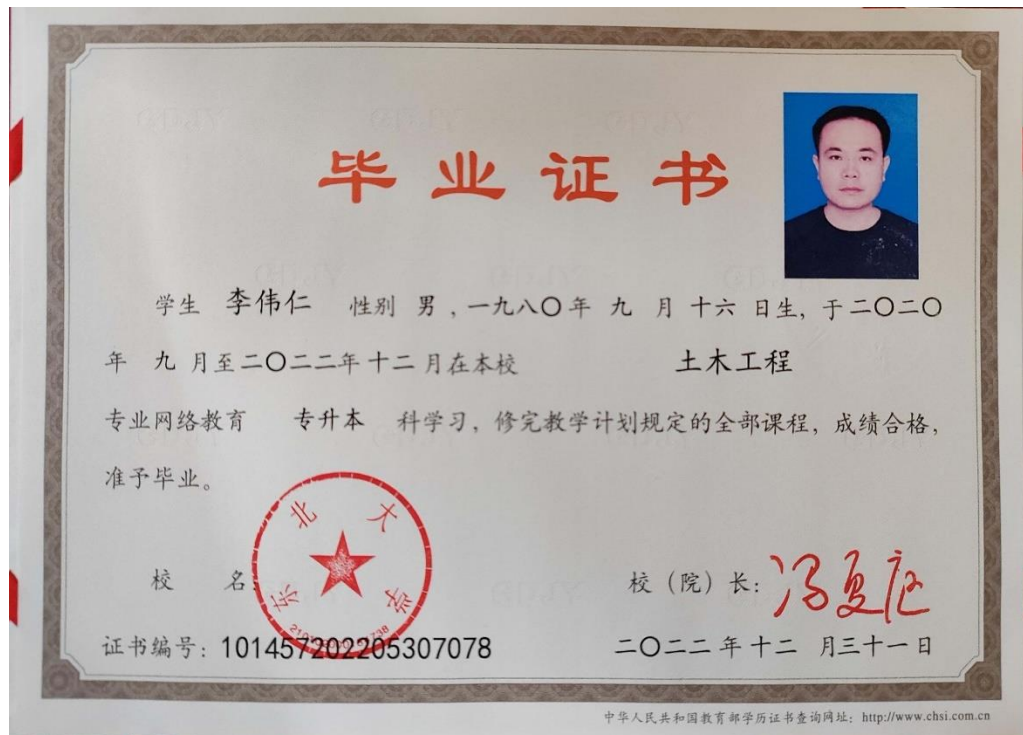 毕业证书
学生 李伟仁 性别 男，一九八〇年 九 月 十六 日生，于二〇二〇
年 九 月至二〇二二年十二月在本校 土木工程
专业网络教育 专升本 科学习，修完教学计划规定的全部课程，成绩合格，
准予毕业。
东北大学
校 名： 校（院）长：冯夏庭
证书编号：101457202205307078 二〇二二年十二 月三十一日
中华人民共和国教育部学历证书查询网址：http://www.chsi.com.cn